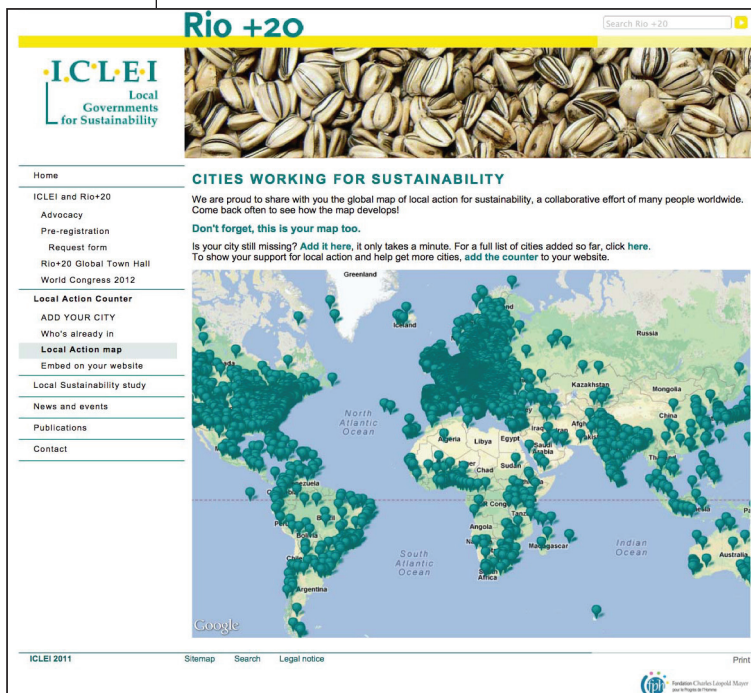 Rio +20
Search Rio +20
I.C.L.E.I
Local
Governments
for Sustainability
Home
ICLEI and Rio+20
Advocacy
Pre-registration
Request form
Rio+20 Global Town Hall
World Congress 2012
Local Action Counter
ADD YOUR CITY
Who's already in
Local Action map
Embed on your website
Local Sustainability study
News and events
Publications
Contact
CITIES WORKING FOR SUSTAINABILITY
We are proud to share with you the global map of local action for sustainability, a collaborative effort of many people worldwide.
Come back often to see how the map develops!
Don't forget, this is your map too.
Is your city still missing? Add it here, it only takes a minute. For a full list of cities added so far, click here.
To show your support for local action and help get more cities, add the counter to your website.
Greenland
Iceland
Russia
Kazakhstan
Mongolia
China
North
Atlantic
Ocean
Algeria
Libya
Egypt
Iraq
Iran
Saudi
Arabia
Chad
Sudan
Angola
Madagascar
South
Atlantic
Ocean
Indian
Ocean
Africa
Australia
Argentina
Google
ICLEI 2011
Sitemap
Search
Legal notice
Print
Fondation Charles Léopold Mayer
pour le Progrès de l'Homme